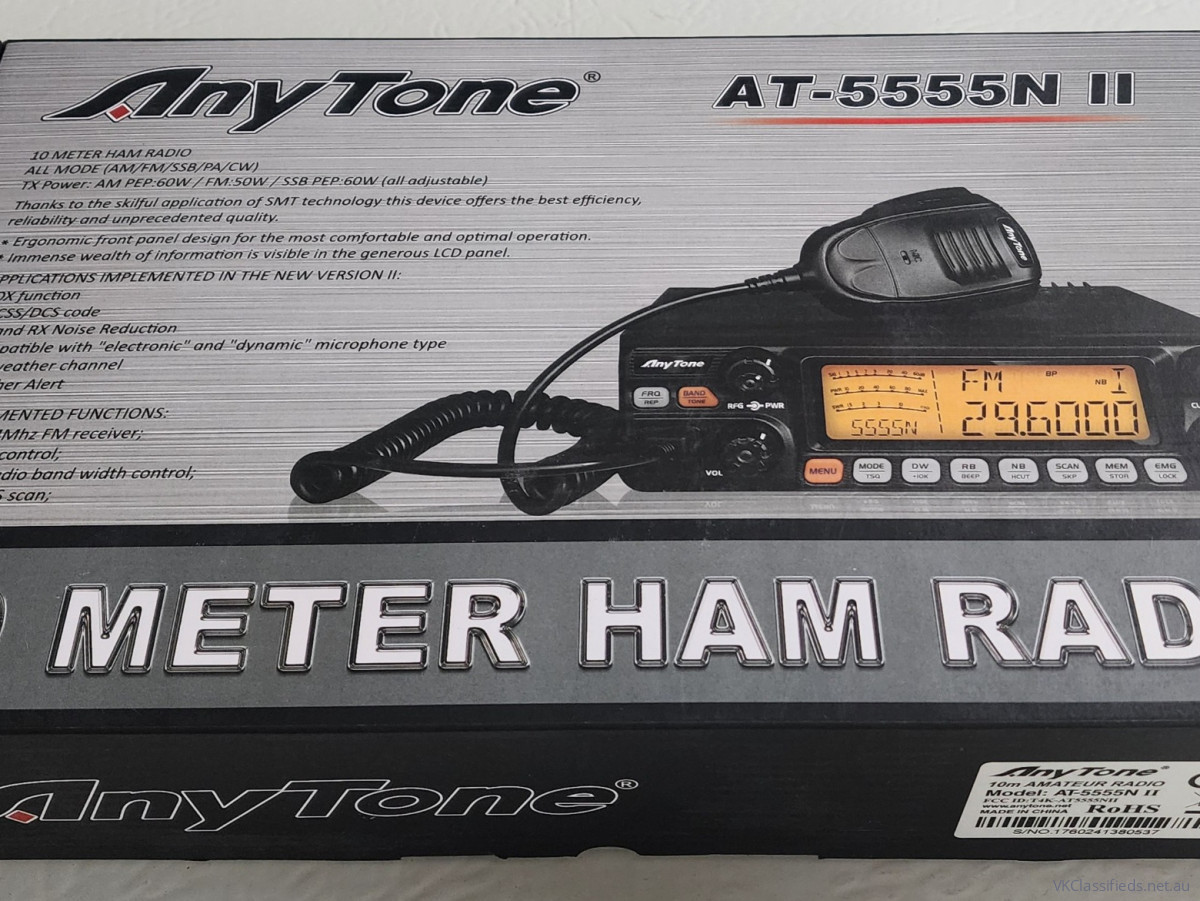 AnyTone®
AT-5555N II
10 METER HAM RADIO
ALL MODE (AM/FM/SSB/PA/CW)
TX Power: AM PEP:60W / FM:50W / SSB PEP:60W (all adjustable)
Thanks to the skilful application of SMT technology this device offers the best efficiency,
reliability and unprecedented quality.
• Ergonomic front panel design for the most comfortable and optimal operation.
• Immense wealth of information is visible in the generous LCD panel.
PPLICATIONS IMPLEMENTED IN THE NEW VERSION II:
OX function
CSS/DCS code
and RX Noise Reduction
patible with "electronic" and "dynamic" microphone type
weather channel
her Alert
MENTED FUNCTIONS:
Mhz FM receiver;
control;
udio band width control;
S scan;
AnyTone
AnyTone
FRQ
REP
BAND
TONE
RFG PWR
VOL
FM
BP
NB
I
5555N
29.6000
MENU
MODE
TSQ
DW
+10K
RB
BEEP
NB
HCUT
SCAN
SKP
MEM
STOR
EMG
LOCK
METER HAM RAD
AnyTone®
AnyTone®
10m AMATEUR RADIO
Model: AT-5555N II
FCC ID:T4K-AT5555NII
www.anytone.net
MADE IN CHINA RoHS
S/NO.1760241380537
VKClassifieds.net.au